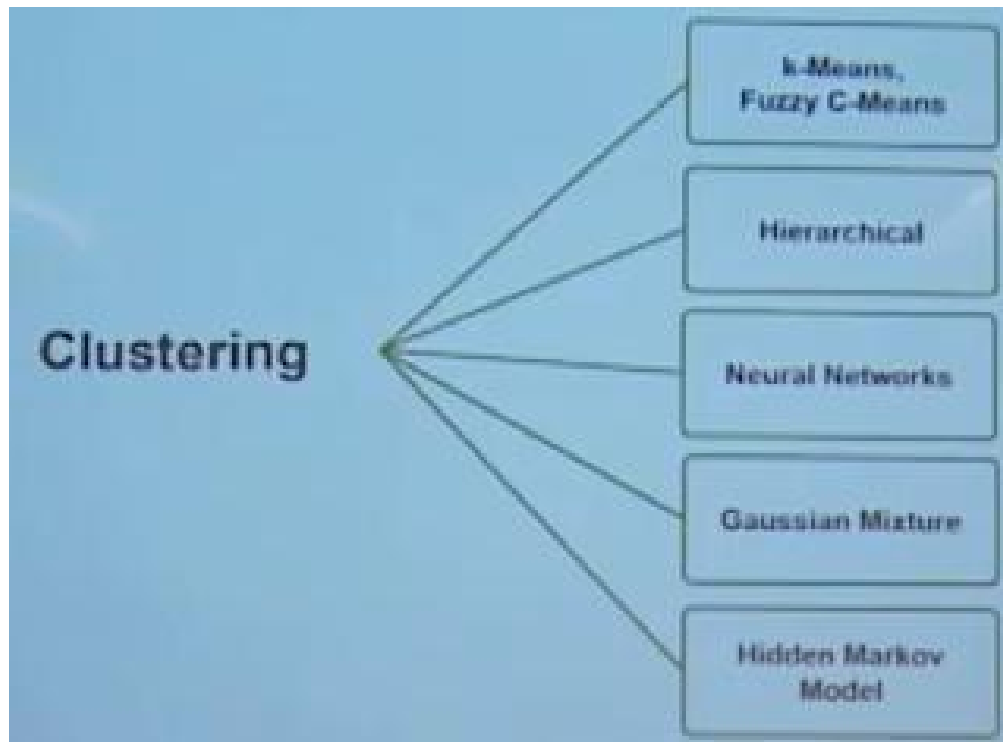 Clustering
k-Means,
Fuzzy C-Means
Hierarchical
Neural Networks
Gaussian Mixture
Hidden Markov
Model